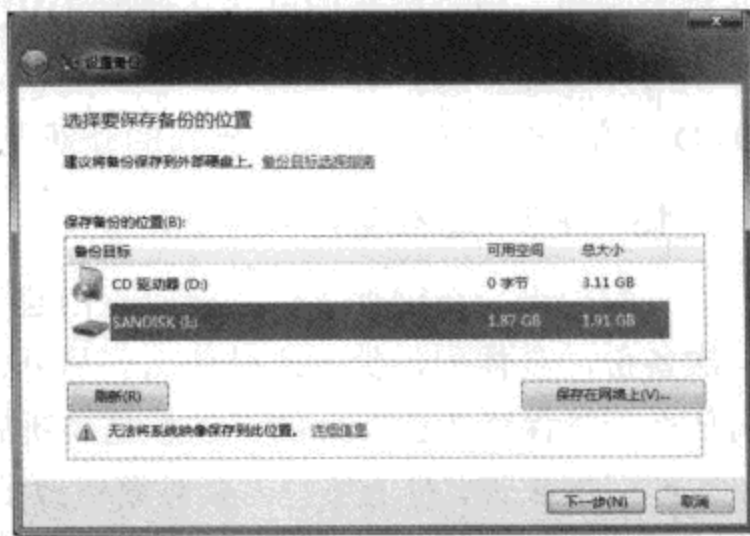 设置备份
选择要保存备份的位置
建议将备份保存到外部硬盘上。 备份目标选择指南
保存备份的位置(B):
备份目标 可用空间 总大小
CD 驱动器 (D:) 0 字节 3.11 GB
SANDISK (I:) 1.87 GB 1.91 GB
刷新(R) 保存在网络上(V)...
无法将系统映像保存到此位置。 详细信息
下一步(N) 取消